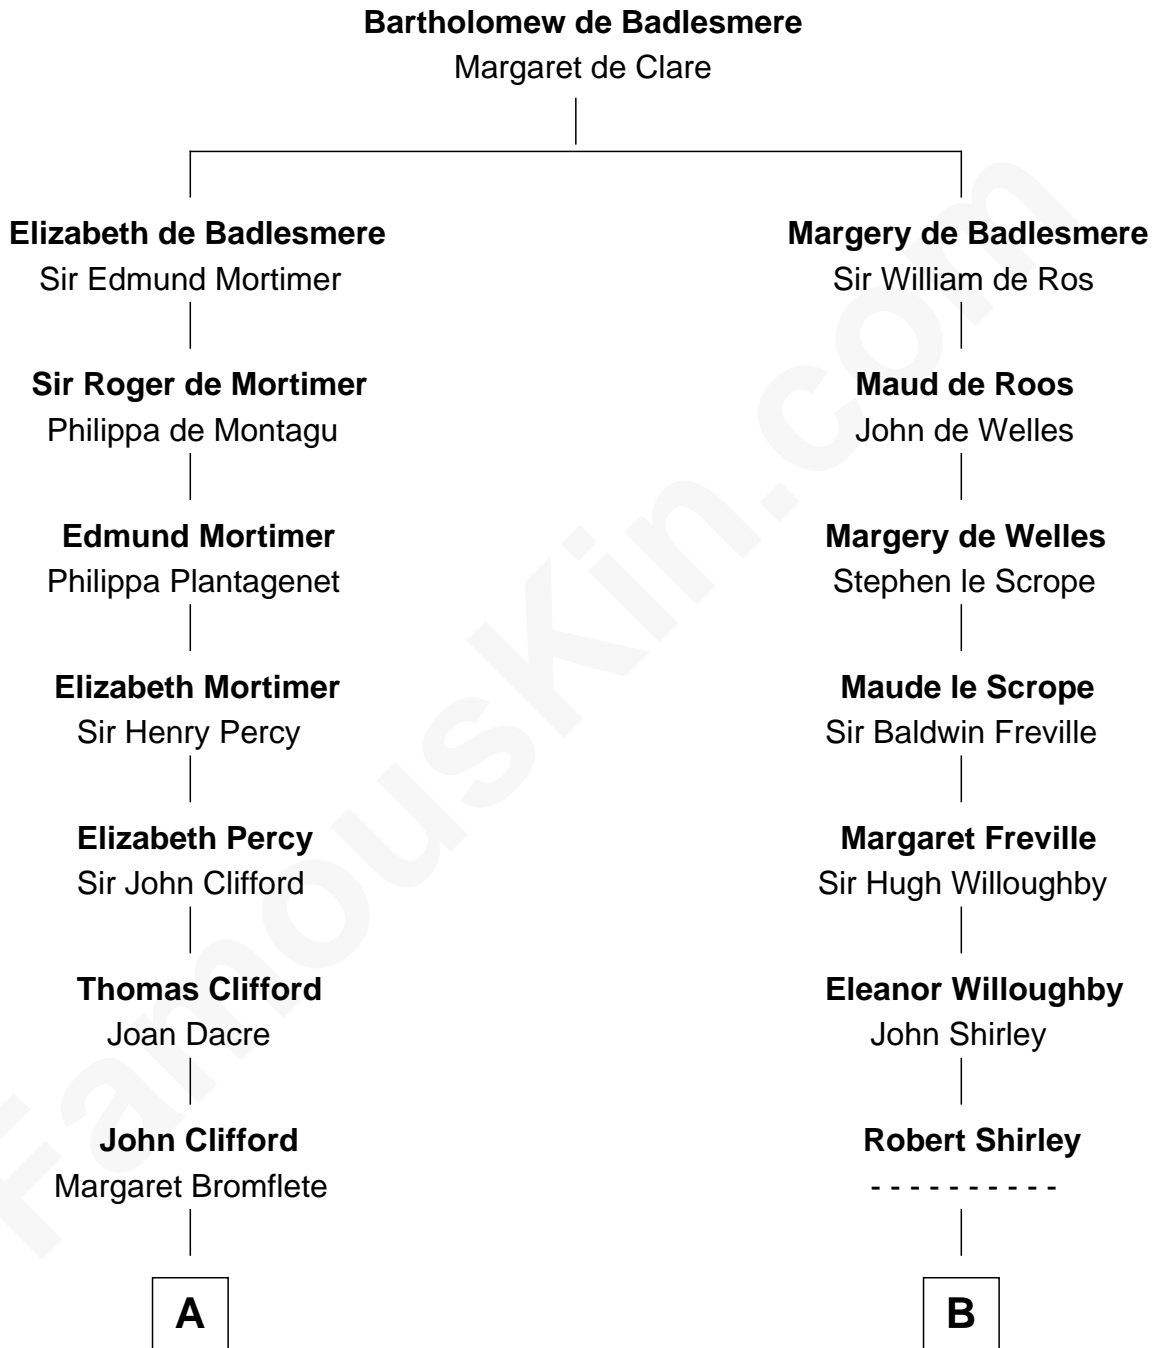 Bartholomew de Badlesmere
Margaret de Clare
Elizabeth de Badlesmere
Sir Edmund Mortimer
Margery de Badlesmere
Sir William de Ros
Sir Roger de Mortimer
Philippa de Montagu
Maud de Roos
John de Welles
Edmund Mortimer
Philippa Plantagenet
Margery de Welles
Stephen le Scrope
Elizabeth Mortimer
Sir Henry Percy
Maude le Scrope
Sir Baldwin Freville
Elizabeth Percy
Sir John Clifford
Margaret Freville
Sir Hugh Willoughby
Thomas Clifford
Joan Dacre
Eleanor Willoughby
John Shirley
John Clifford
Margaret Bromflete
Robert Shirley
- - - - - - - - - -
A
B
FamousKin.com